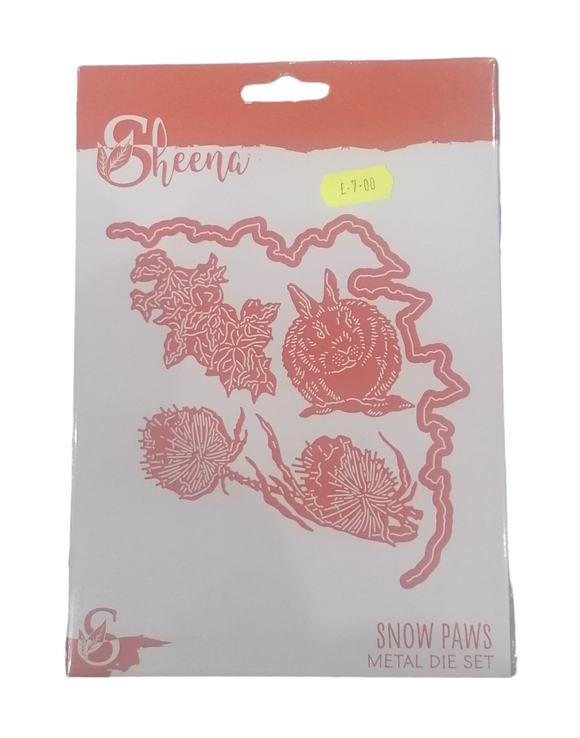 Sheena
£-7·00
S
SNOW PAWS
METAL DIE SET